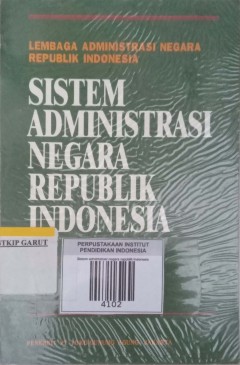 LEMBAGA ADMINISTRASI NEGARA
REPUBLIK INDONESIA
SISTEM
ADMINISTRASI
NEGARA
REPUBLIK
INDONESIA
STKIP GARUT
PERPUSTAKAAN INSTITUT
PENDIDIKAN INDONESIA
4102